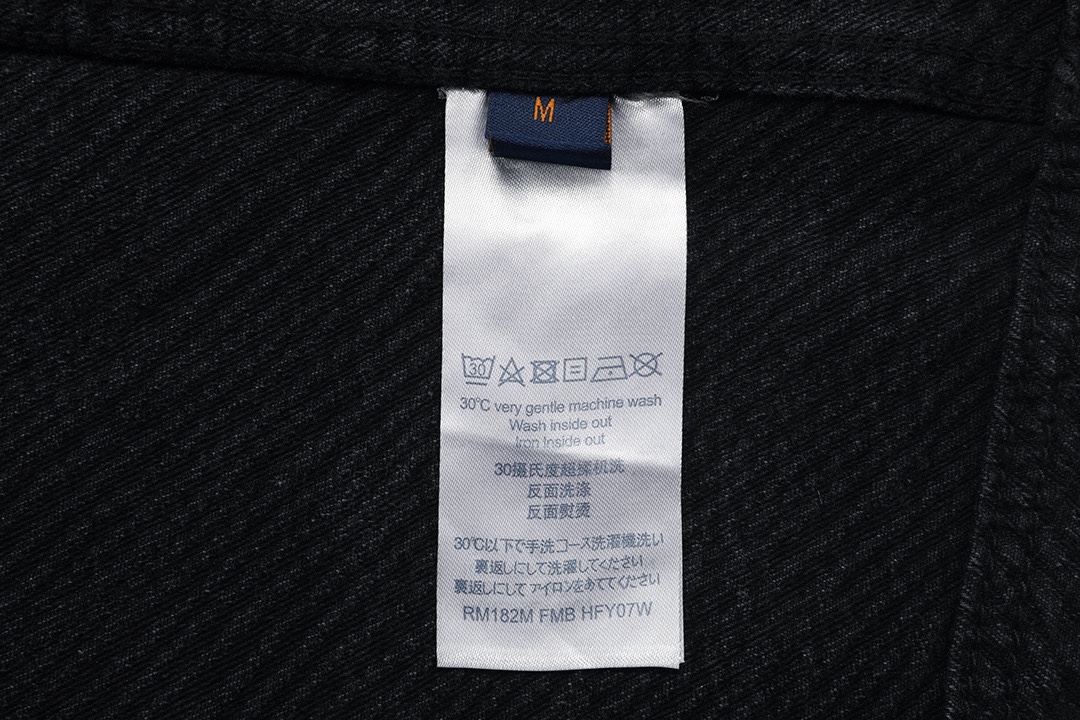 M
30
30°C very gentle machine wash
Wash inside out
Iron Inside out
30摄氏度超柔机洗
反面洗涤
反面熨烫
30℃以下で手洗コース洗濯機洗い
裏返しにして洗濯してください
裏返しにして アイロンをあててください
RM182M FMB HFY07W